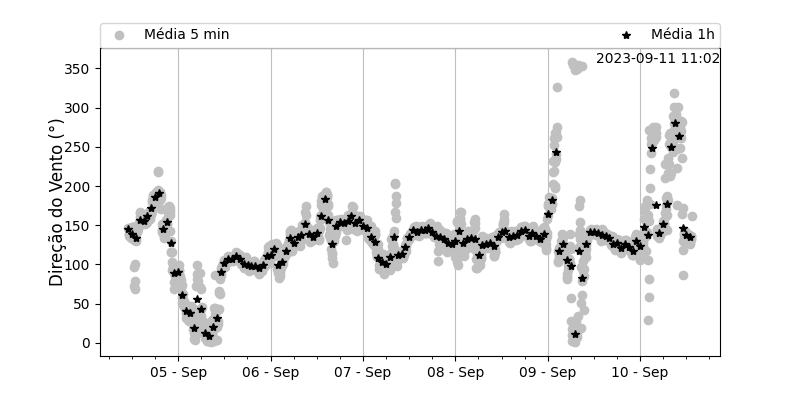 Média 5 min
Média 1h
2023-09-11 11:02
350
300
250
200
150
100
50
0
Direção do Vento (°)
05 - Sep
06 - Sep
07 - Sep
08 - Sep
09 - Sep
10 - Sep